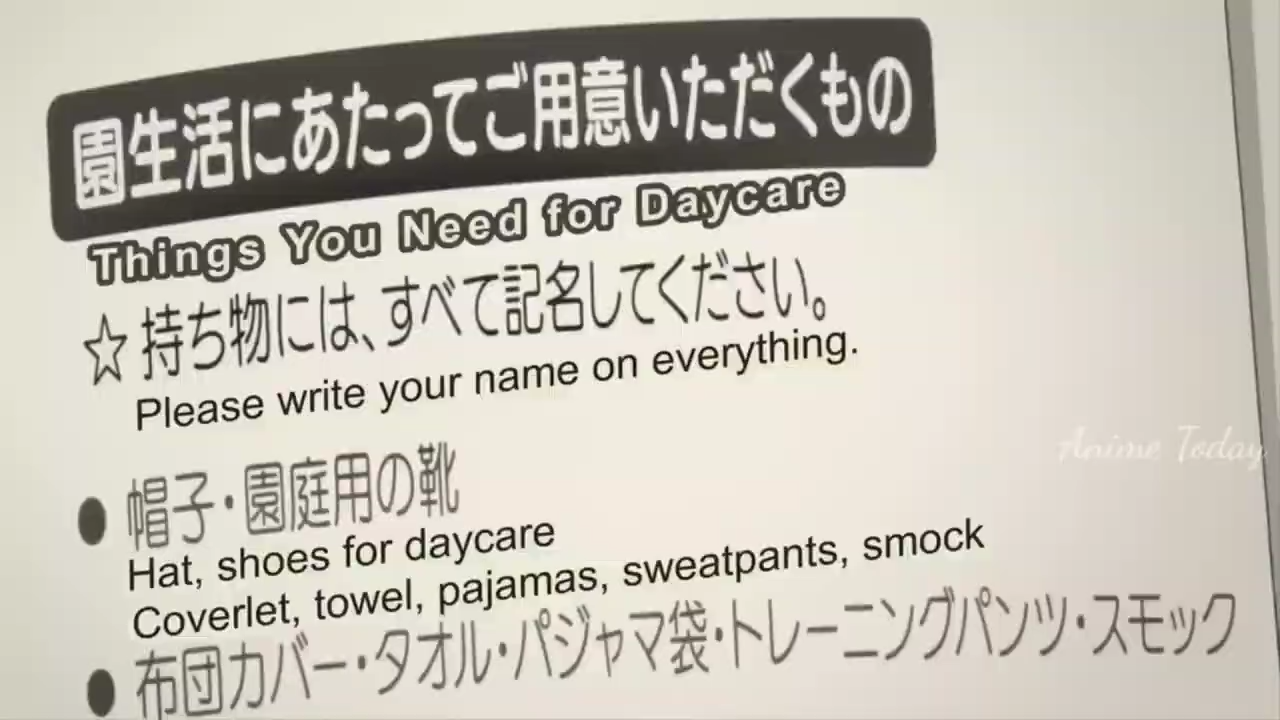 園生活にあたってご用意いただくもの
Things You Need for Daycare
☆持ち物には、すべて記名してください。
Please write your name on everything.
Anime Today
●帽子・園庭用の靴
Hat, shoes for daycare
Coverlet, towel, pajamas, sweatpants, smock
●布団カバー・タオル・パジャマ袋・トレーニングパンツ・スモック